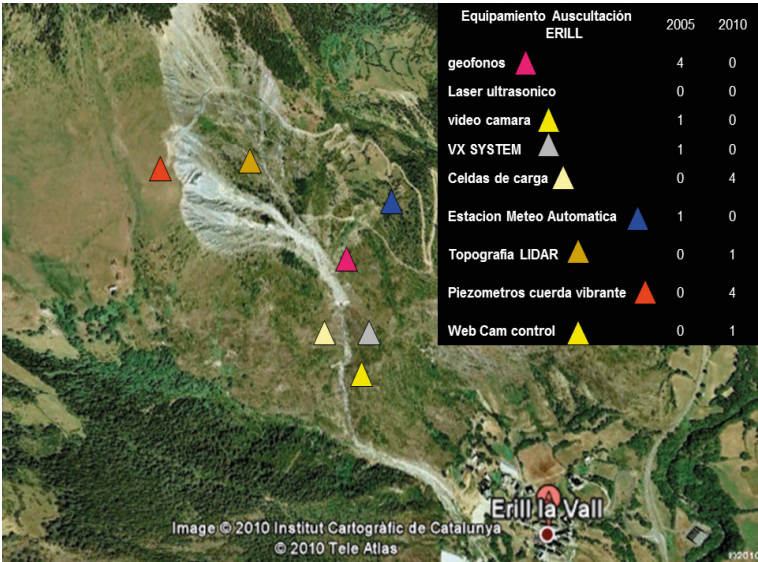 Equipamiento Auscultación 2005 2010
ERILL
geofonos 4 0
Laser ultrasonico 0 0
video camara 1 0
VX SYSTEM 1 0
Celdas de carga 0 4
Estacion Meteo Automatica 1 0
Topografia LIDAR 0 1
Piezometros cuerda vibrante 0 4
Web Cam control 0 1
A
Erill la Vall
Image © 2010 Institut Cartogràfic de Catalunya
© 2010 Tele Atlas
©2010